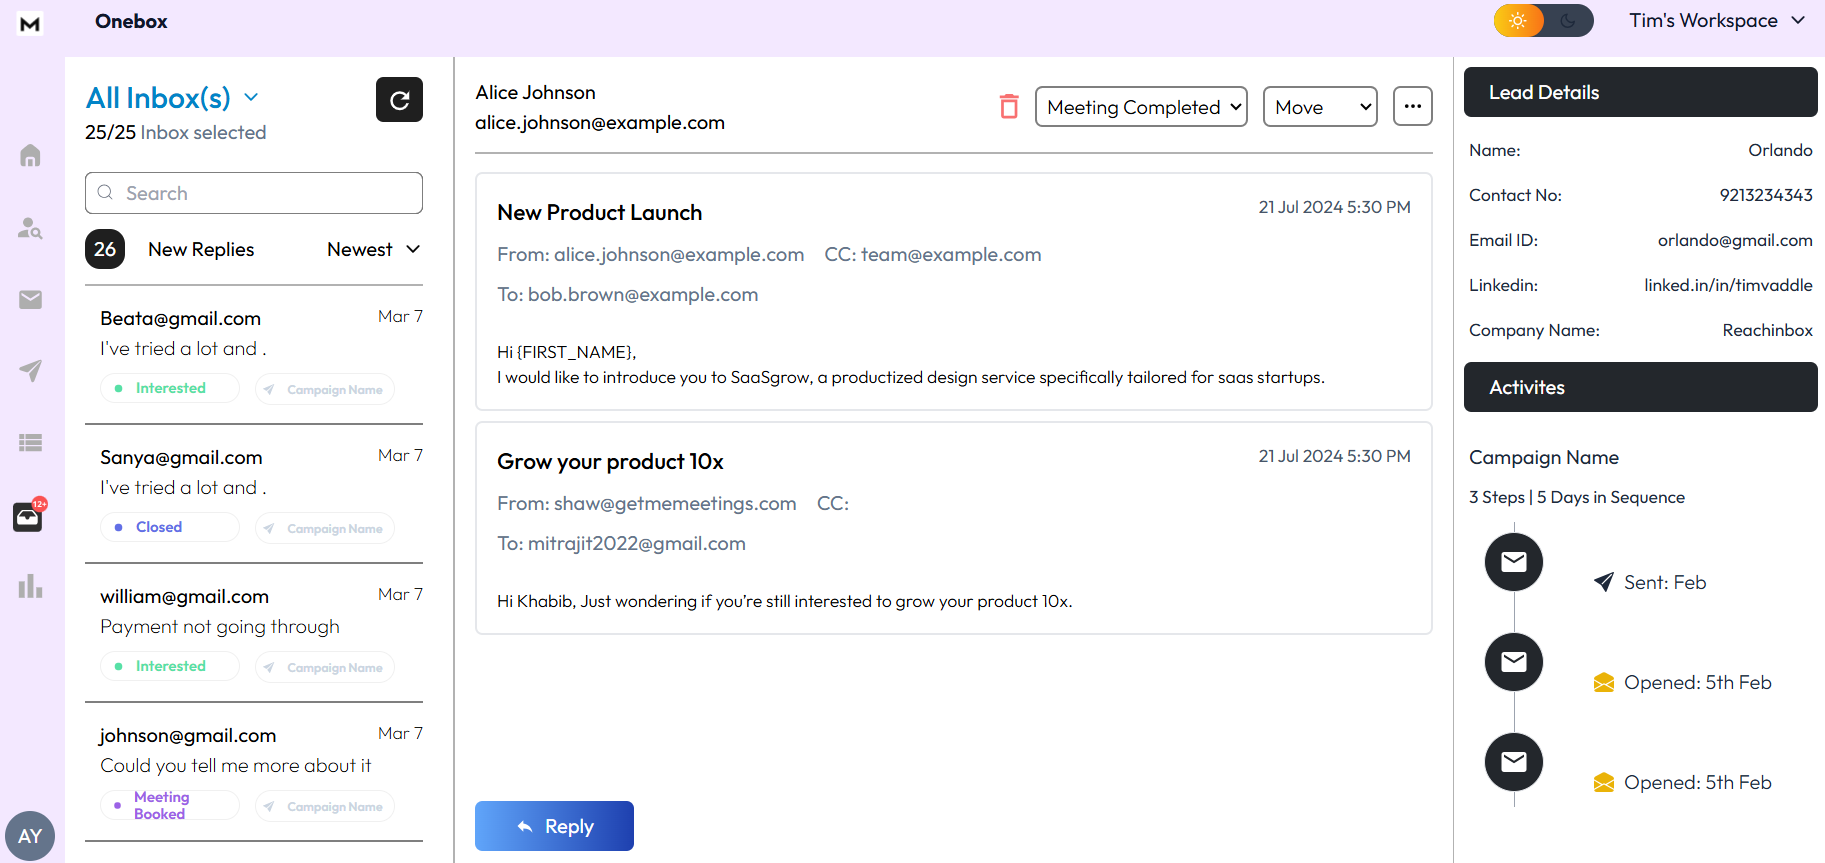 M
Onebox
Tim's Workspace
All Inbox(s)
25/25 Inbox selected
Search
26 New Replies Newest
Beata@gmail.com Mar 7
I've tried a lot and .
Interested Campaign Name
Sanya@gmail.com Mar 7
I've tried a lot and .
Closed Campaign Name
william@gmail.com Mar 7
Payment not going through
Interested Campaign Name
johnson@gmail.com Mar 7
Could you tell me more about it
Meeting
Booked
Campaign Name
12+
AY
Alice Johnson
alice.johnson@example.com
Meeting Completed Move ...
New Product Launch 21 Jul 2024 5:30 PM
From: alice.johnson@example.com CC: team@example.com
To: bob.brown@example.com
Hi {FIRST_NAME},
I would like to introduce you to SaaSgrow, a productized design service specifically tailored for saas startups.
Grow your product 10x 21 Jul 2024 5:30 PM
From: shaw@getmemeetings.com CC:
To: mitrajit2022@gmail.com
Hi Khabib, Just wondering if you’re still interested to grow your product 10x.
Reply
Lead Details
Name: Orlando
Contact No: 9213234343
Email ID: orlando@gmail.com
Linkedin: linked.in/in/timvaddle
Company Name: Reachinbox
Activites
Campaign Name
3 Steps | 5 Days in Sequence
Sent: Feb
Opened: 5th Feb
Opened: 5th Feb